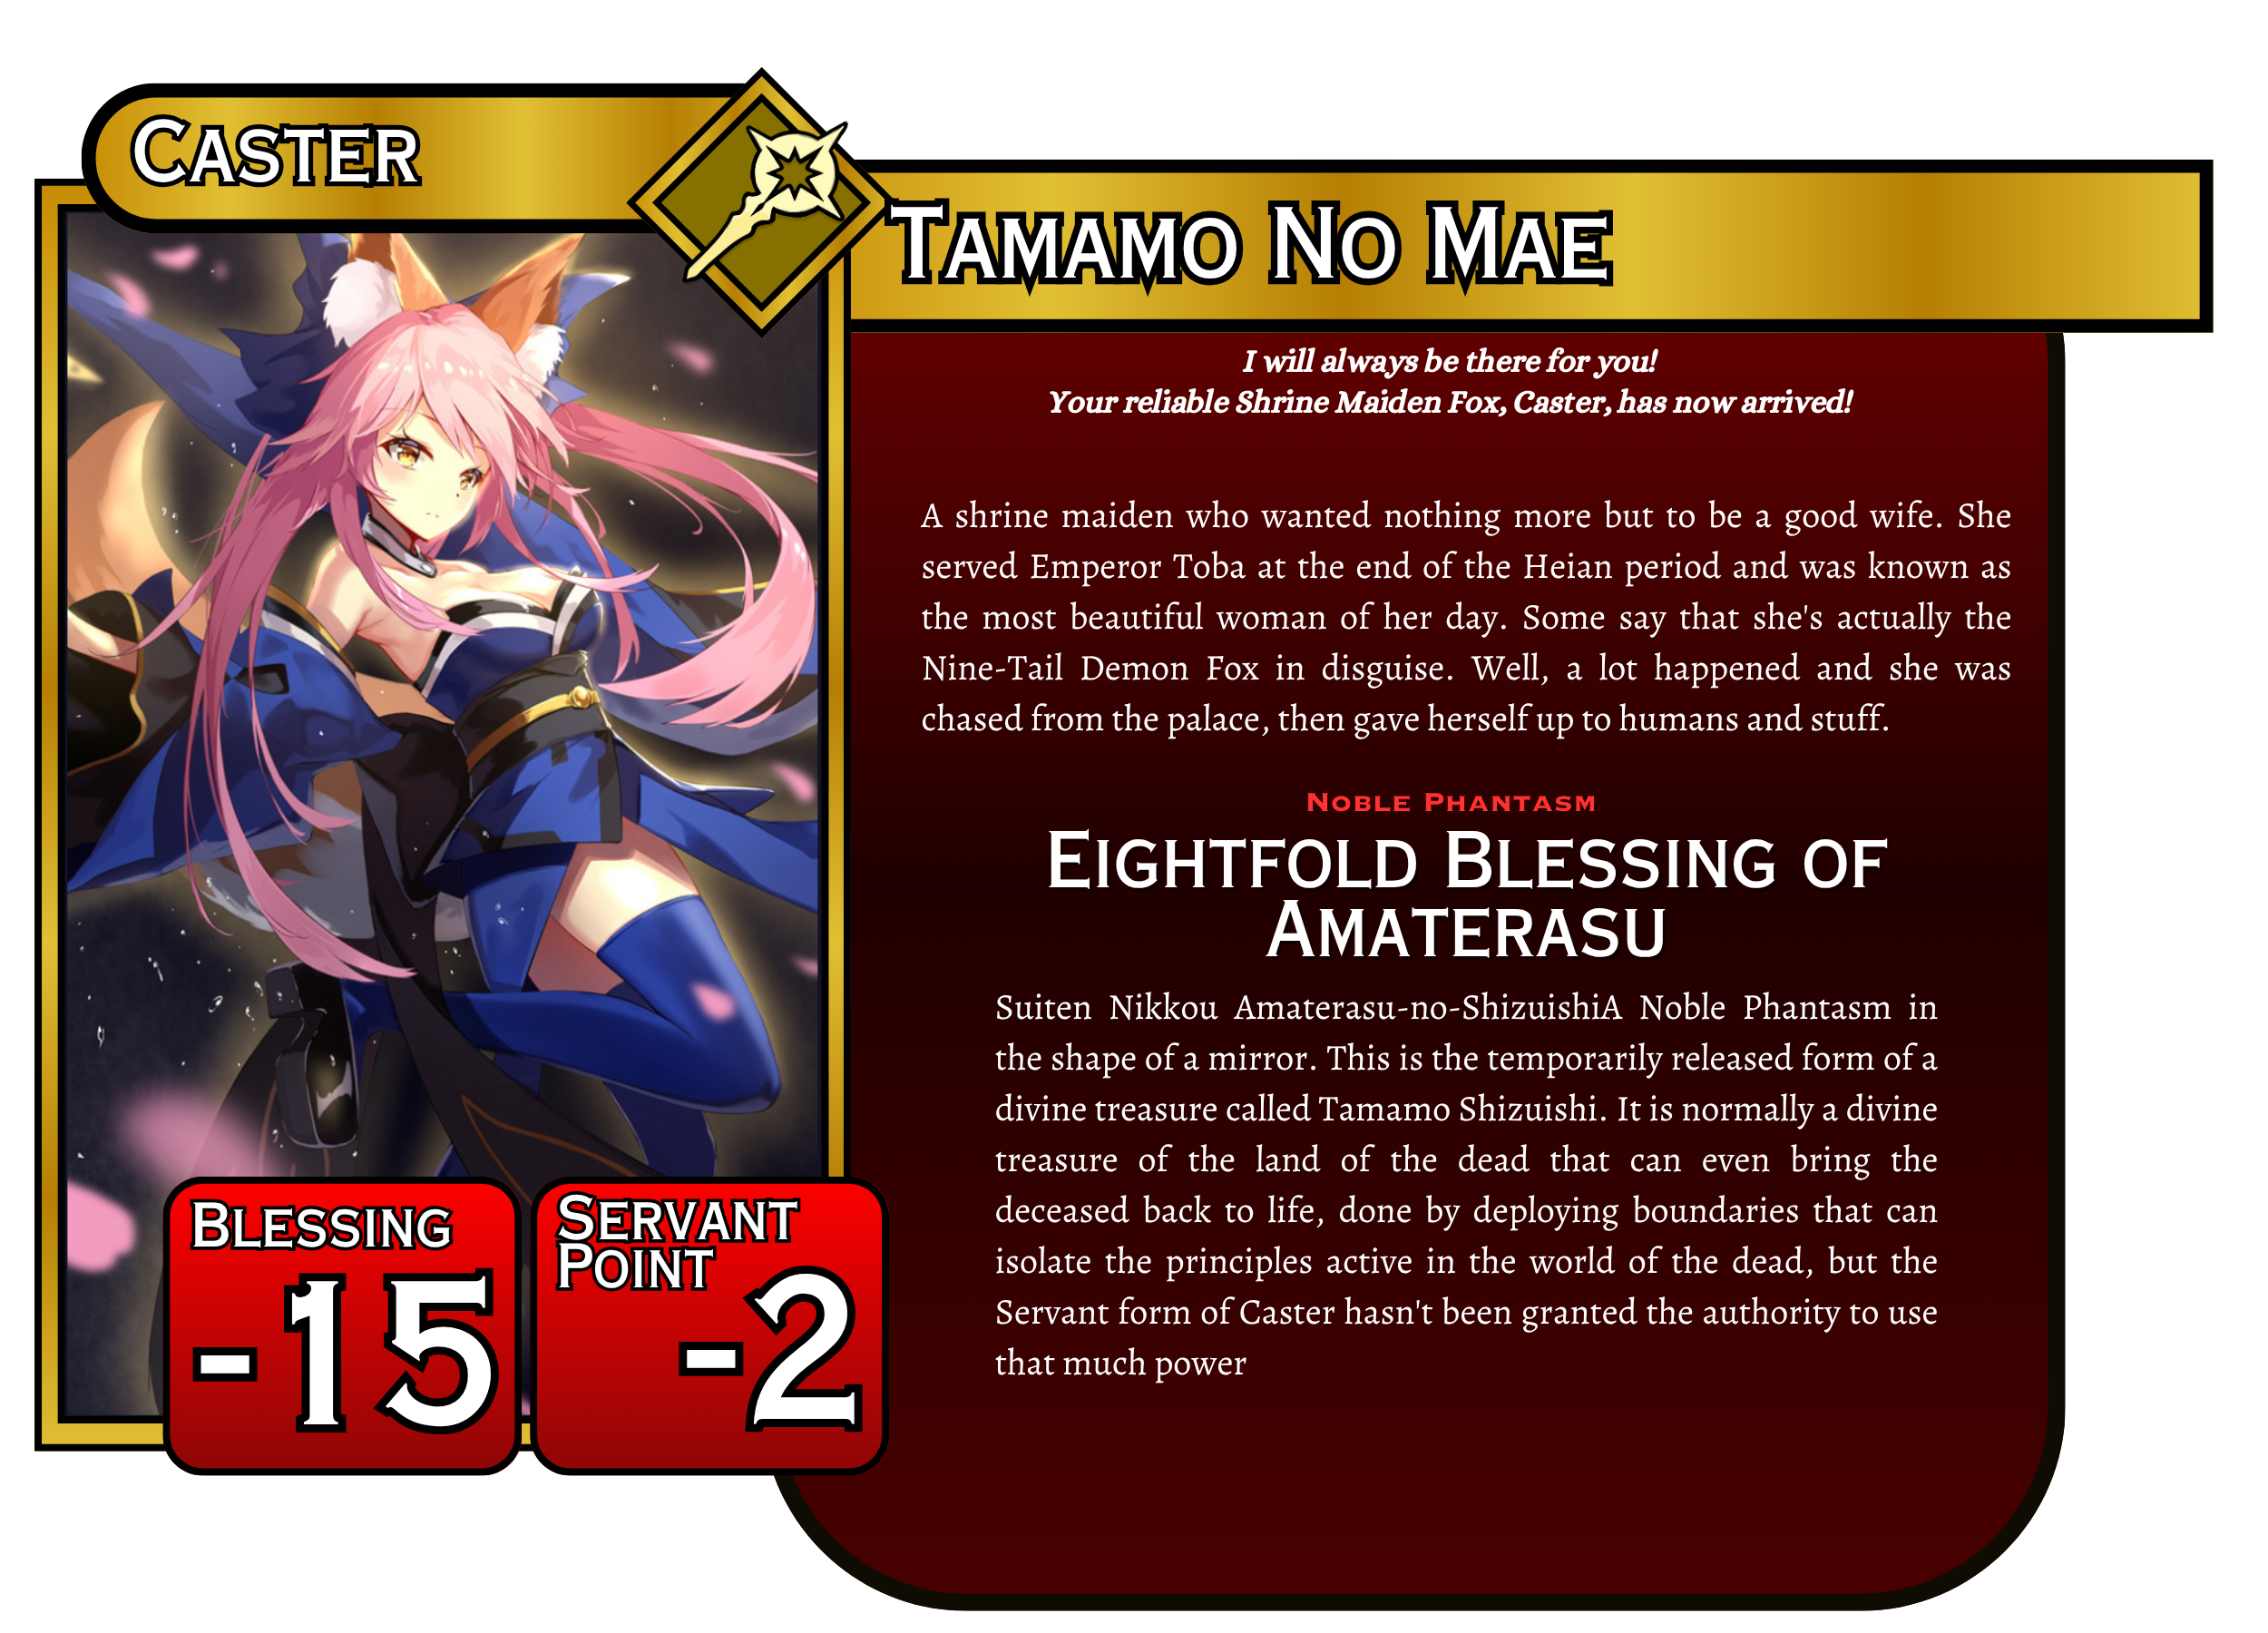 CASTER
TAMAMO NO MAE
I will always be there for you!
Your reliable Shrine Maiden Fox, Caster, has now arrived!
A shrine maiden who wanted nothing more but to be a good wife. She
served Emperor Toba at the end of the Heian period and was known as
the most beautiful woman of her day. Some say that she's actually the
Nine-Tail Demon Fox in disguise. Well, a lot happened and she was
chased from the palace, then gave herself up to humans and stuff.
NOBLE PHANTASM
EIGHTFOLD BLESSING OF
AMATERASU
Suiten Nikkou Amaterasu-no-ShizuishiA Noble Phantasm in
the shape of a mirror. This is the temporarily released form of a
divine treasure called Tamamo Shizuishi. It is normally a divine
treasure of the land of the dead that can even bring the
deceased back to life, done by deploying boundaries that can
isolate the principles active in the world of the dead, but the
Servant form of Caster hasn't been granted the authority to use
that much power
BLESSING
-15
SERVANT
POINT
-2